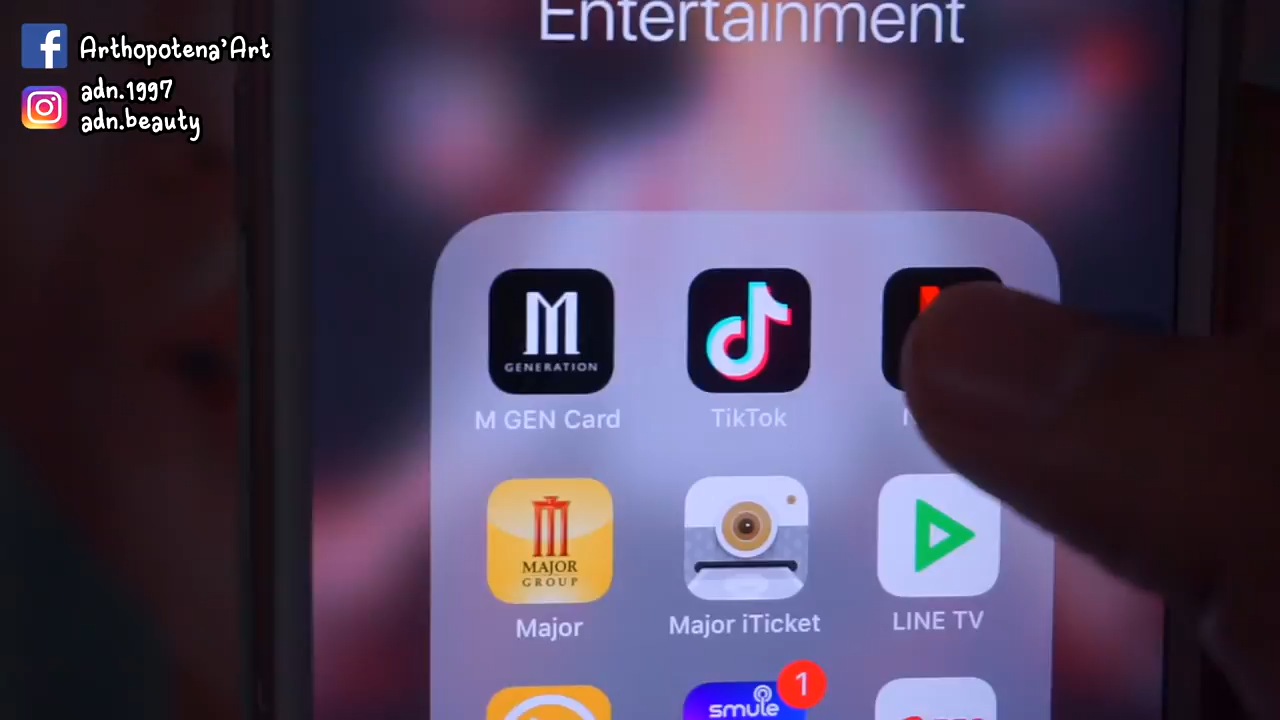 Arthopotena'Art
adn.1997
adn.beauty
Entertainment
M
GENERATION
M GEN Card
TikTok
MAJOR
GROUP
Major
Major iTicket
LINE TV
1
smule